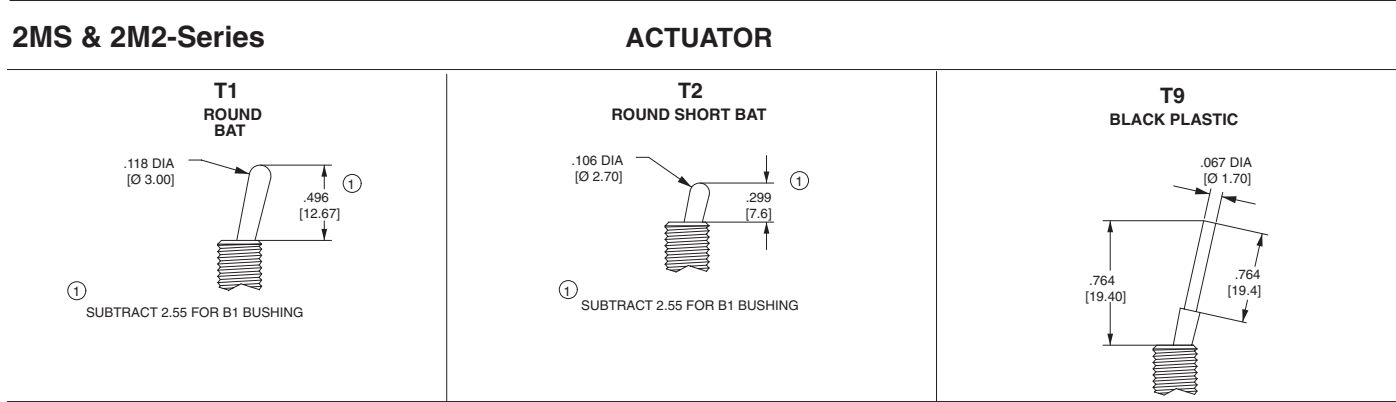 2MS & 2M2-Series
ACTUATOR
T1
ROUND
BAT
.118 DIA
[Ø 3.00]
1
.496
[12.67]
1
SUBTRACT 2.55 FOR B1 BUSHING
T2
ROUND SHORT BAT
.106 DIA
[Ø 2.70]
1
.299
[7.6]
1
SUBTRACT 2.55 FOR B1 BUSHING
T9
BLACK PLASTIC
.067 DIA
[Ø 1.70]
.764
[19.40]
.764
[19.4]